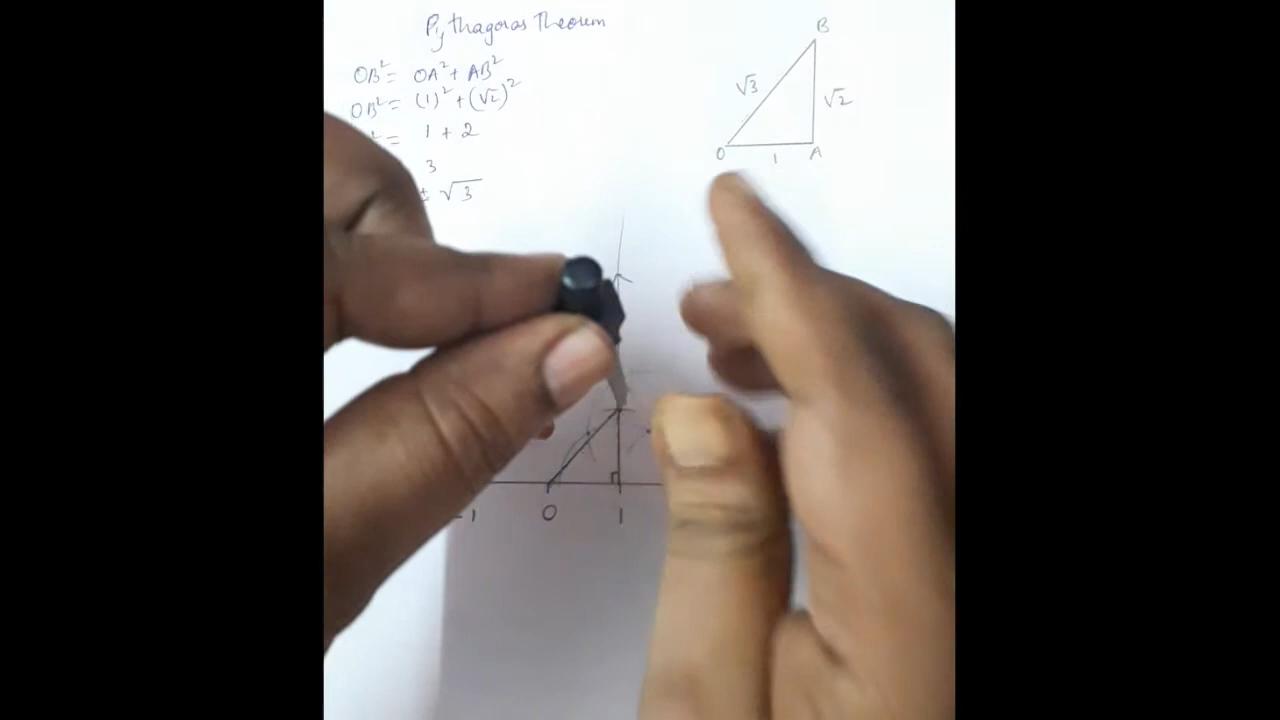 Pythagoras Theorem
OB² = OA² + AB²
OB² = (1)² + (√2)²
² = 1 + 2
3
± √3
B
√3
√2
O
1
A
-1
0
1